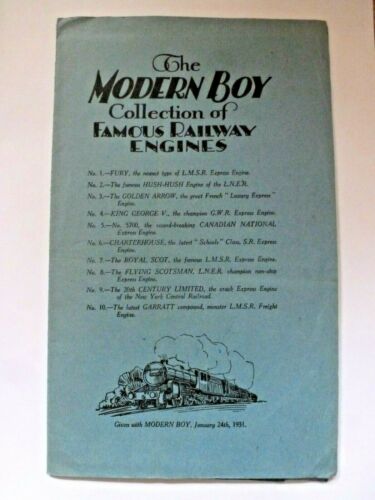 The
MODERN BOY
Collection of
FAMOUS RAILWAY
ENGINES
No. 1.—FURY, the newest type of L.M.S.R. Express Engine.
No. 2.—The famous HUSH-HUSH Engine of the L.N.E.R.
No. 3.—The GOLDEN ARROW, the great French "Luxury Express"
Engine.
No. 4.—KING GEORGE V., the champion G.W.R. Express Engine.
No. 5.—No. 5700, the record-breaking CANADIAN NATIONAL
Express Engine.
No. 6.—CHARTERHOUSE, the latest "Schools" Class, S.R. Express
Engine.
No. 7.—The ROYAL SCOT, the famous L.M.S.R. Express Engine.
No. 8.—The FLYING SCOTSMAN, L.N.E.R. champion non-stop
Express Engine.
No. 9.—The 20th CENTURY LIMITED, the crack Express Engine
of the New York Central Railroad.
No. 10.—The latest GARRATT compound, monster L.M.S.R. Freight
Engine.
Given with MODERN BOY, January 24th, 1931.